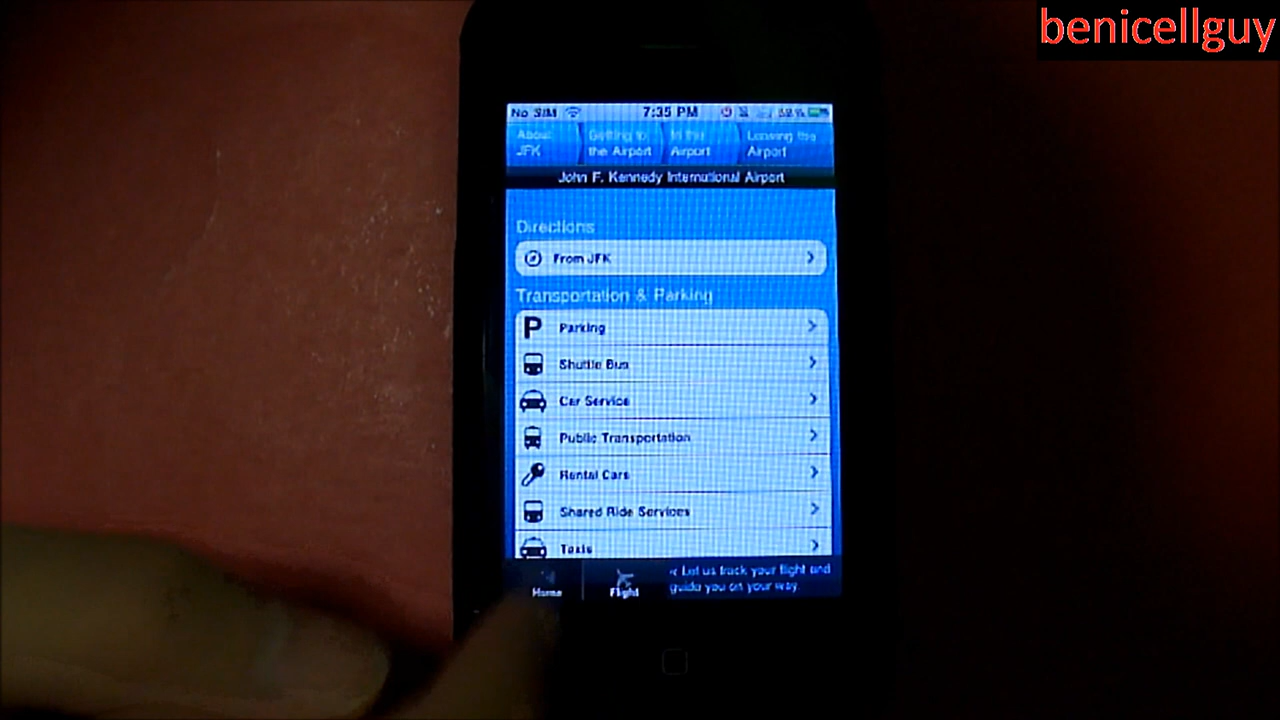 benicellguy
No SIM 7:35 PM
About JFK
Getting to the Airport
In the Airport
Leaving the Airport
John F. Kennedy International Airport
Directions
From JFK
Transportation & Parking
P Parking
Shuttle Bus
Car Service
Public Transportation
Rental Cars
Shared Ride Services
Taxis
Home
Flight
< Let us track your flight and
guide you on your way.